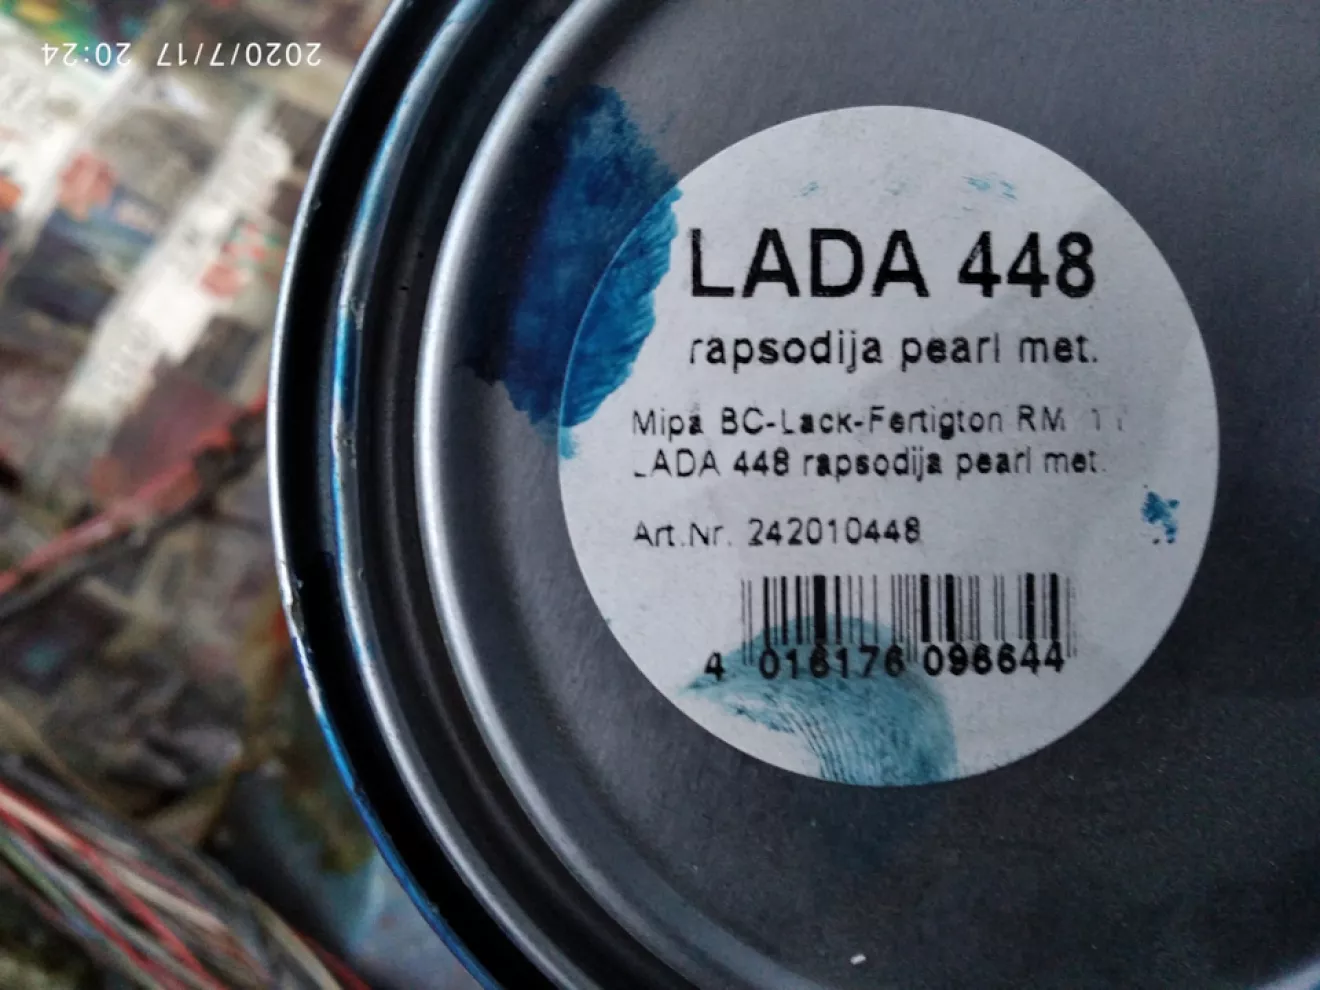 2020/7/17 20:24
LADA 448
rapsodija pearl met.
Mipa BC-Lack-Fertigton RM 1 l
LADA 448 rapsodija pearl met.
Art.Nr. 242010448
4 016176 096644